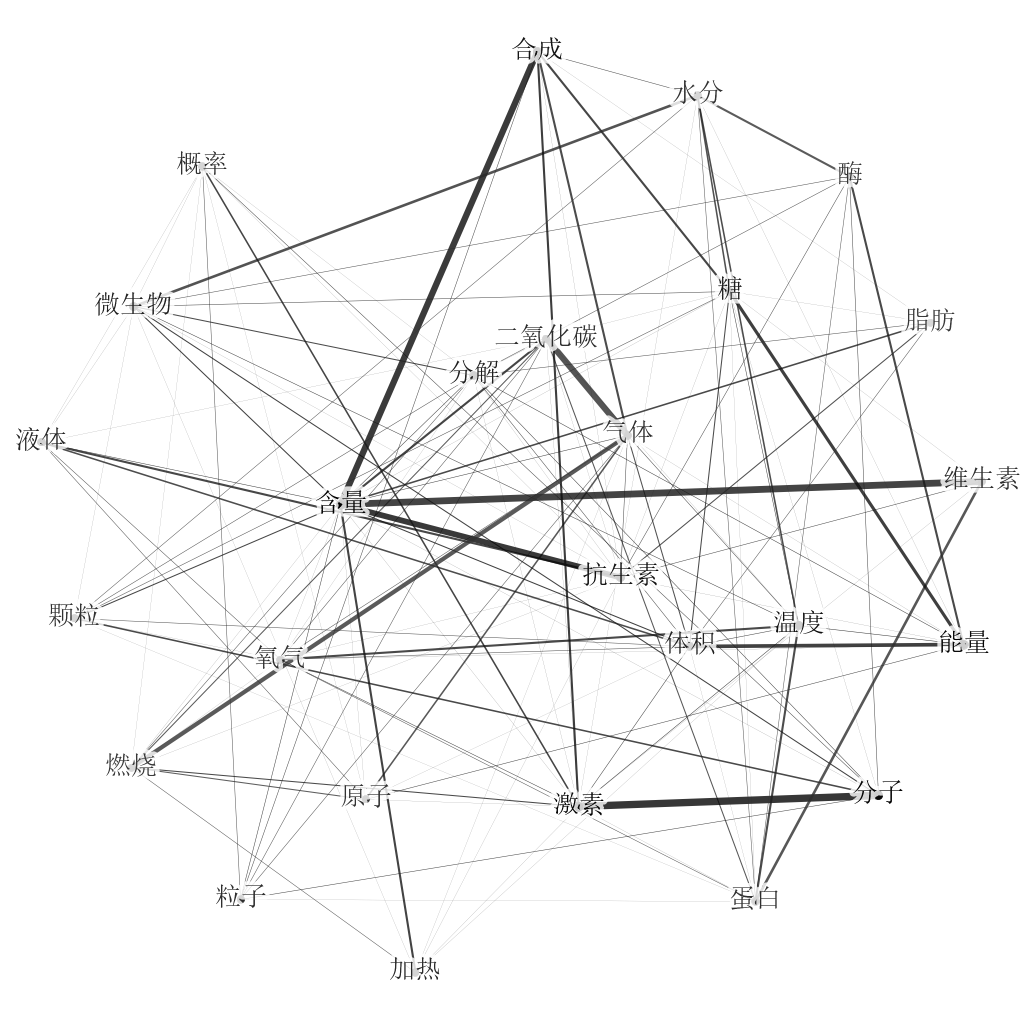 合成
水分
概率
酶
糖
微生物
脂肪
二氧化碳
分解
气体
液体
维生素
含量
抗生素
颗粒
温度
体积
能量
氧气
燃烧
原子
激素
分子
粒子
蛋白
加热